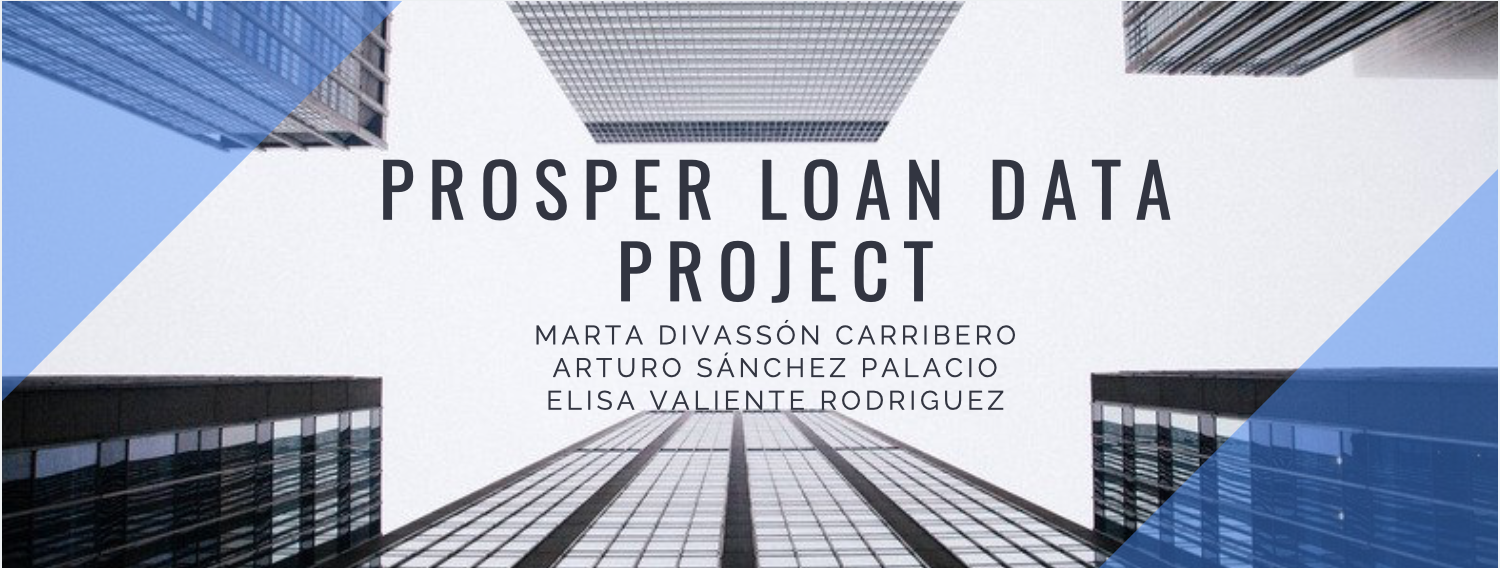 PROSPER LOAN DATA
PROJECT
MARTA DIVASSÓN CARRIBERO
ARTURO SÁNCHEZ PALACIO
ELISA VALIENTE RODRIGUEZ